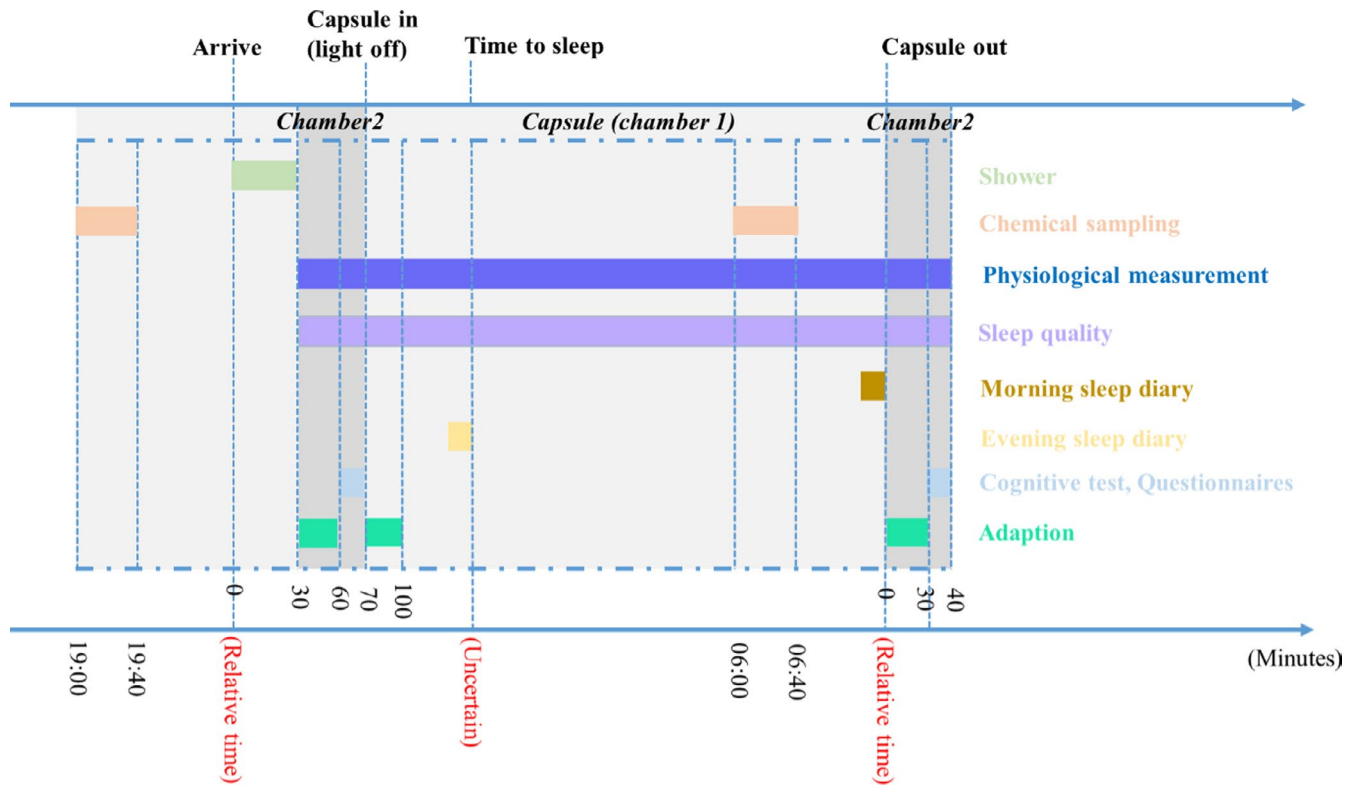 Capsule in
Arrive
(light off)
Time to sleep
Capsule out
Chamber2
Capsule (chamber 1)
Chamber2
Shower
Chemical sampling
Physiological measurement
Sleep quality
Morning sleep diary
Evening sleep diary
Cognitive test, Questionnaires
Adaption
0
30
60
70
100
0
30
40
19:00
19:40
(Relative time)
(Uncertain)
06:00
06:40
(Relative time)
(Minutes)